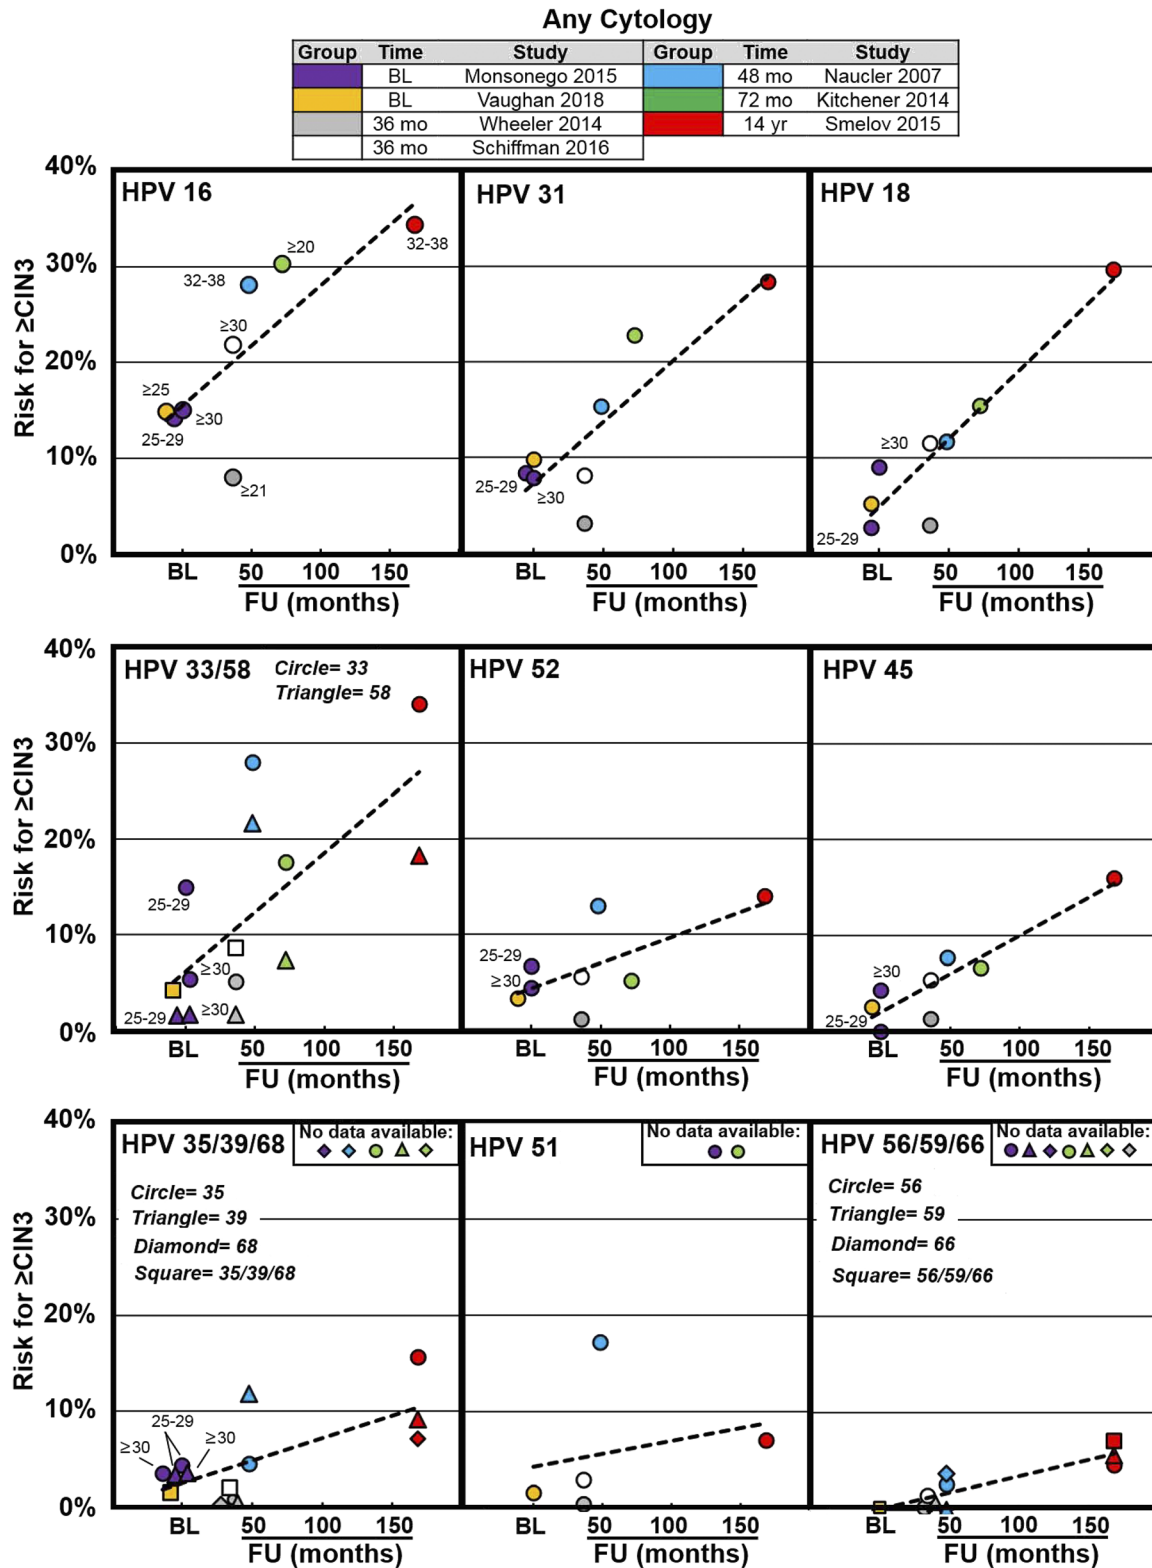 Any Cytology
Group Time Study Group Time Study
BL Monsonego 2015 48 mo Naucler 2007
BL Vaughan 2018 72 mo Kitchener 2014
36 mo Wheeler 2014 14 yr Smelov 2015
36 mo Schiffman 2016
Risk for ≥CIN3
40%
30%
20%
10%
0%
HPV 16
≥20
32-38
32-38
≥30
≥25
≥30
25-29
≥21
BL 50 100 150
FU (months)
HPV 31
25-29
≥30
BL 50 100 150
FU (months)
HPV 18
≥30
25-29
BL 50 100 150
FU (months)
Risk for ≥CIN3
40%
30%
20%
10%
0%
HPV 33/58
Circle= 33
Triangle= 58
25-29
≥30
25-29
≥30
BL 50 100 150
FU (months)
HPV 52
25-29
≥30
BL 50 100 150
FU (months)
HPV 45
≥30
25-29
BL 50 100 150
FU (months)
Risk for ≥CIN3
40%
30%
20%
10%
0%
HPV 35/39/68
No data available:
Circle= 35
Triangle= 39
Diamond= 68
Square= 35/39/68
25-29
≥30
≥30
BL 50 100 150
FU (months)
HPV 51
No data available:
BL 50 100 150
FU (months)
HPV 56/59/66
No data available:
Circle= 56
Triangle= 59
Diamond= 66
Square= 56/59/66
BL 50 100 150
FU (months)